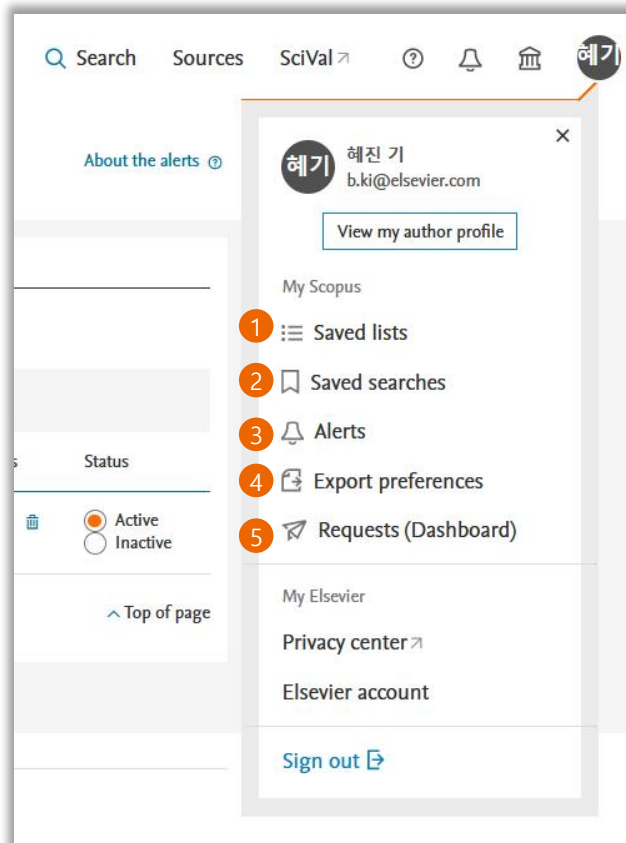 Search Sources SciVal
혜기
About the alerts
혜기
혜진 기
b.ki@elsevier.com
View my author profile
My Scopus
1 Saved lists
2 Saved searches
3 Alerts
4 Export preferences
5 Requests (Dashboard)
s Status
Active
Inactive
Top of page
My Elsevier
Privacy center
Elsevier account
Sign out